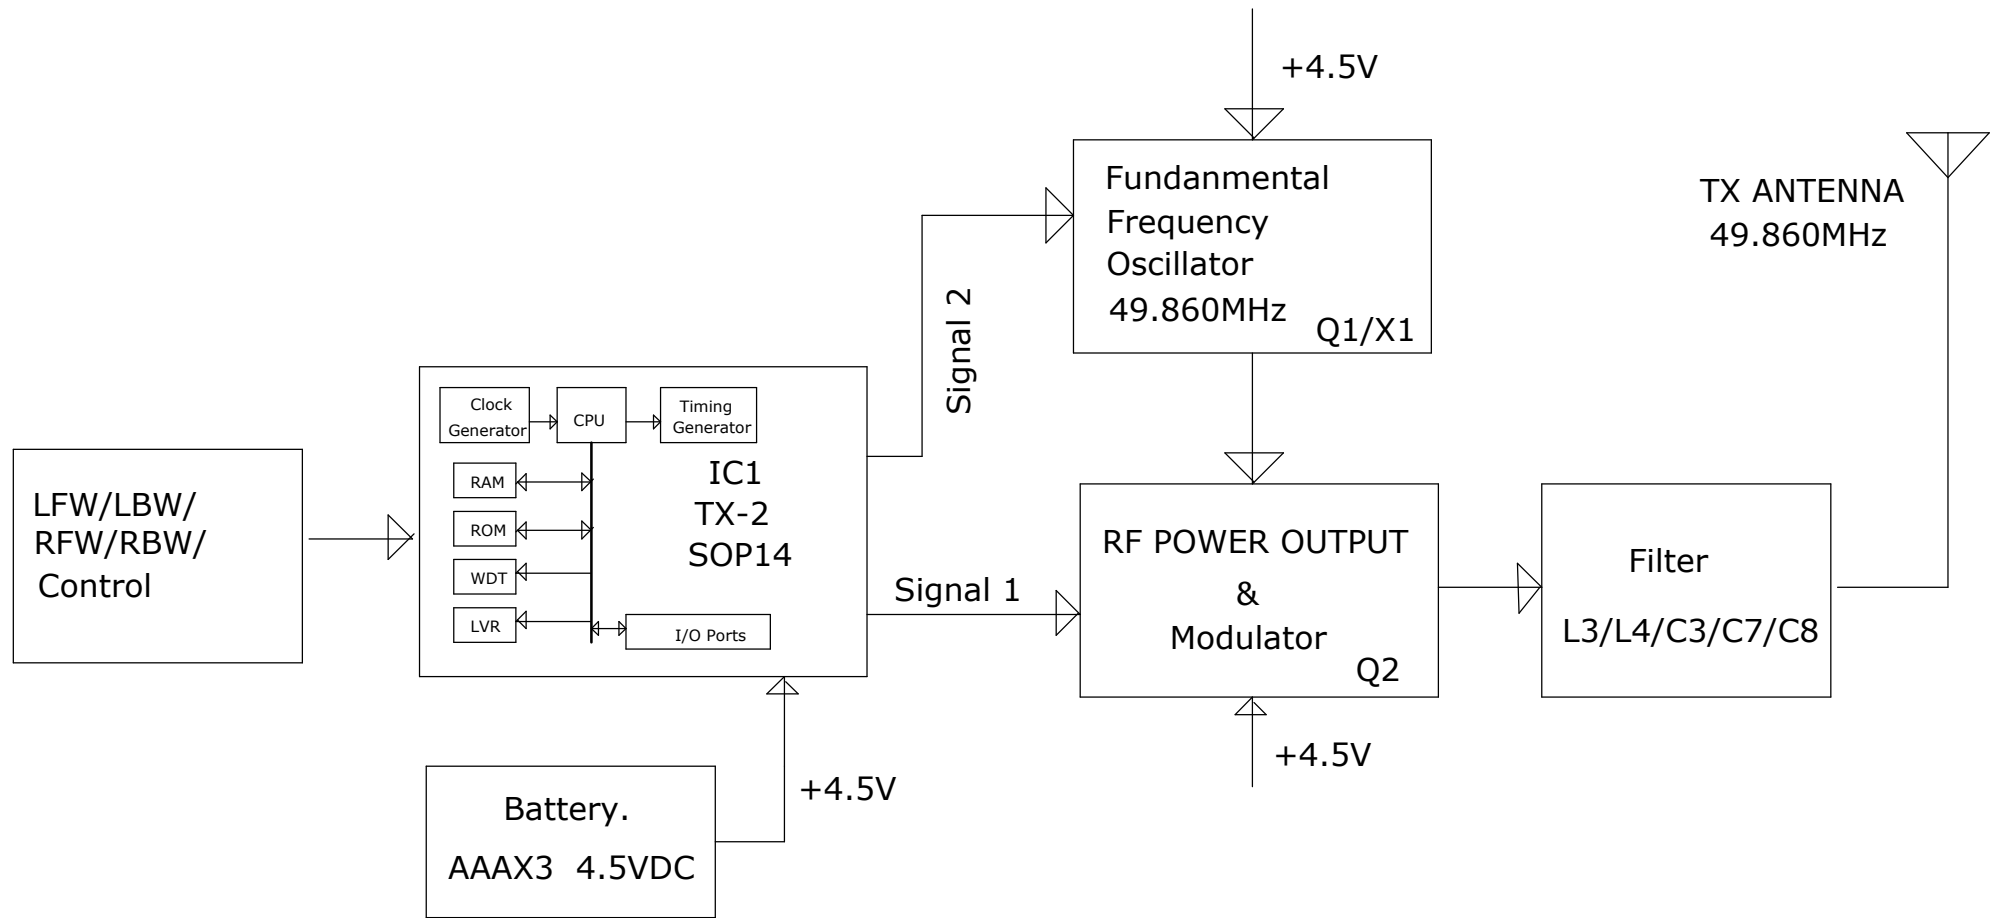 +4.5V
Fundanmental
Frequency
Oscillator
49.860MHz
Q1/X1
TX ANTENNA
49.860MHz
Signal 2
Clock
Generator
CPU
Timing
Generator
RAM
ROM
WDT
LVR
I/O Ports
IC1
TX-2
SOP14
LFW/LBW/
RFW/RBW/
Control
Signal 1
RF POWER OUTPUT
&
Modulator
Q2
Filter
L3/L4/C3/C7/C8
+4.5V
+4.5V
Battery.
AAAX3 4.5VDC